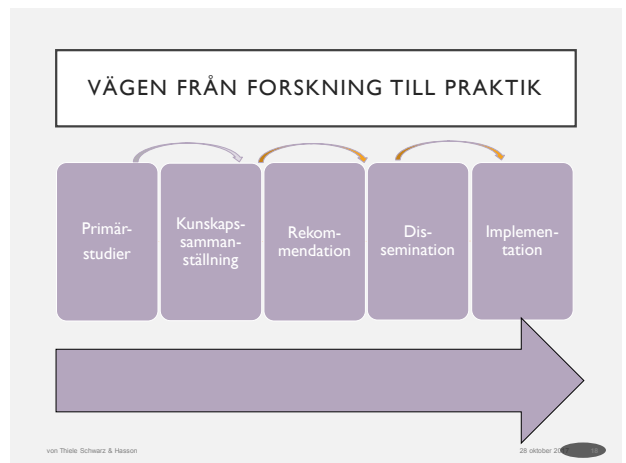 VÄGEN FRÅN FORSKNING TILL PRAKTIK
Primär-
studier
Kunskaps-
samman-
ställning
Rekom-
mendation
Dis-
semination
Implemen-
tation
von Thiele Schwarz & Hasson
28 oktober 2017